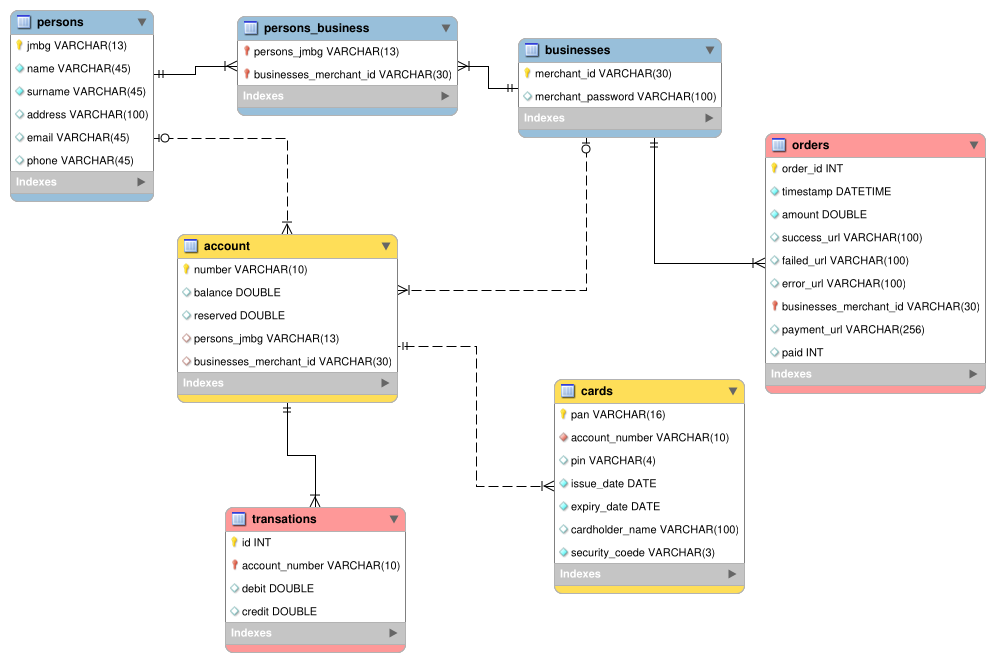 persons
jmbg VARCHAR(13)
name VARCHAR(45)
surname VARCHAR(45)
address VARCHAR(100)
email VARCHAR(45)
phone VARCHAR(45)
Indexes
persons_business
persons_jmbg VARCHAR(13)
businesses_merchant_id VARCHAR(30)
Indexes
businesses
merchant_id VARCHAR(30)
merchant_password VARCHAR(100)
Indexes
orders
order_id INT
timestamp DATETIME
amount DOUBLE
success_url VARCHAR(100)
failed_url VARCHAR(100)
error_url VARCHAR(100)
businesses_merchant_id VARCHAR(30)
payment_url VARCHAR(256)
paid INT
Indexes
account
number VARCHAR(10)
balance DOUBLE
reserved DOUBLE
persons_jmbg VARCHAR(13)
businesses_merchant_id VARCHAR(30)
Indexes
cards
pan VARCHAR(16)
account_number VARCHAR(10)
pin VARCHAR(4)
issue_date DATE
expiry_date DATE
cardholder_name VARCHAR(100)
security_coede VARCHAR(3)
Indexes
transations
id INT
account_number VARCHAR(10)
debit DOUBLE
credit DOUBLE
Indexes